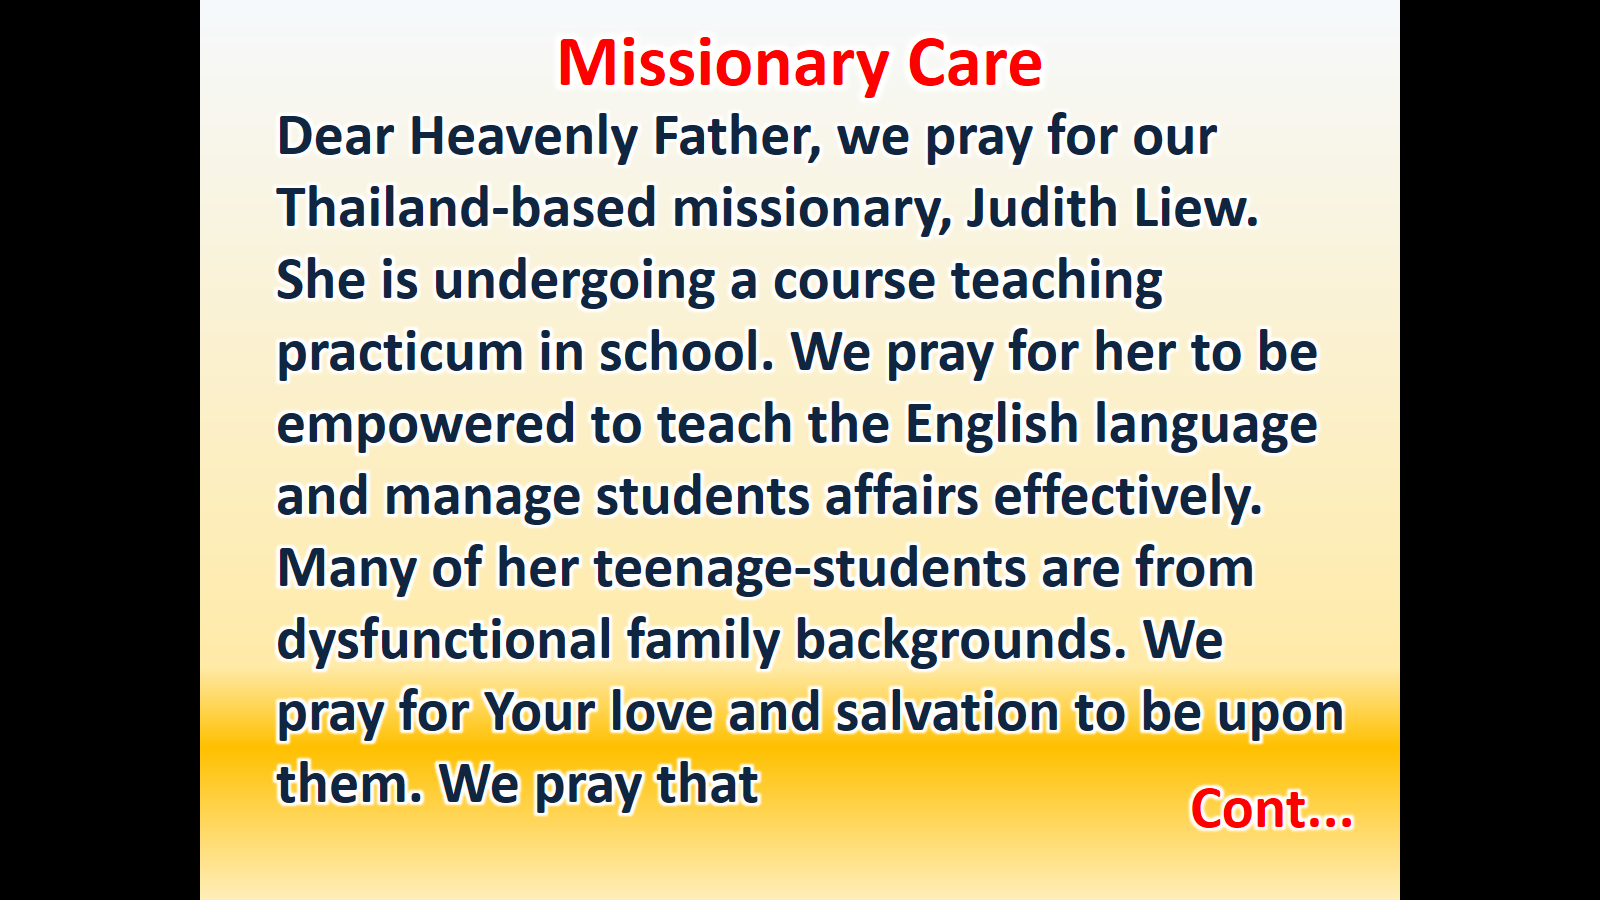 Missionary Care
Dear Heavenly Father, we pray for our
Thailand-based missionary, Judith Liew.
She is undergoing a course teaching
practicum in school. We pray for her to be
empowered to teach the English language
and manage students affairs effectively.
Many of her teenage-students are from
dysfunctional family backgrounds. We
pray for Your love and salvation to be upon
them. We pray that
Cont...